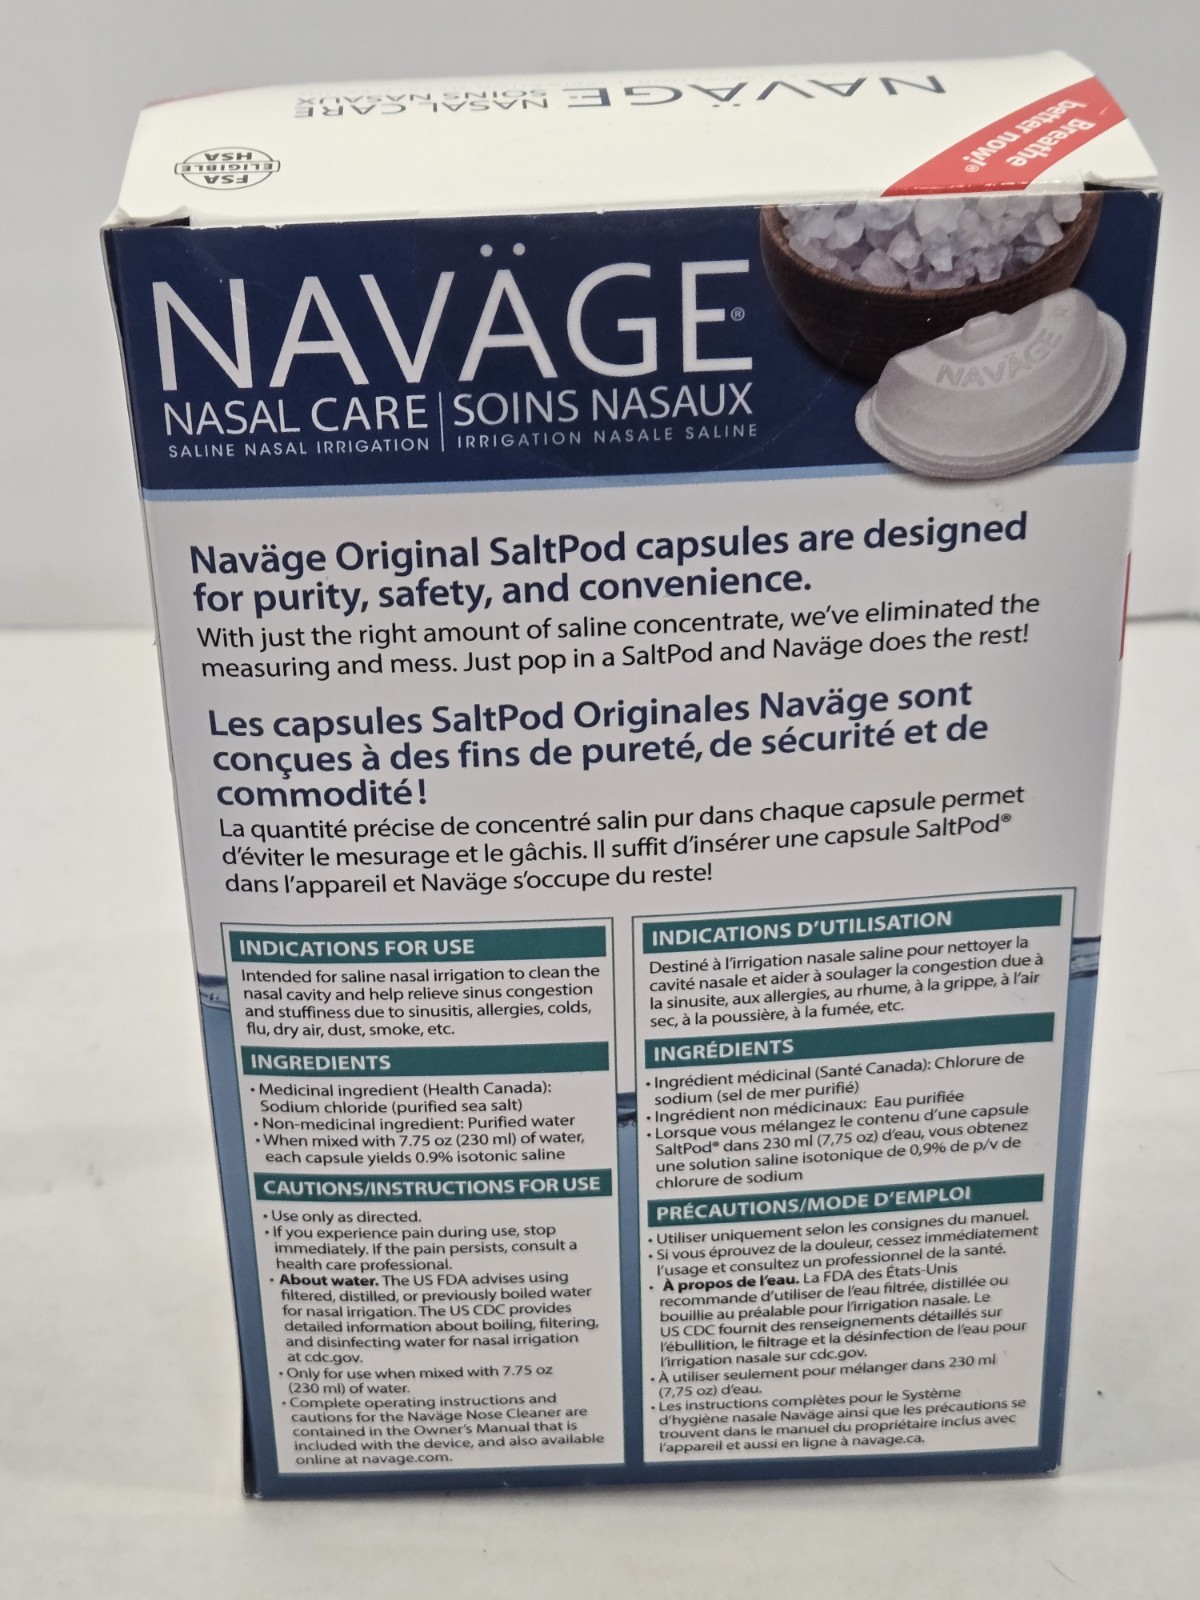 NAVÄGE
NASAL CARE
SOINS NASAUX
Breathe
better now!®
FSA
ELIGIBLE
HSA
NAVÄGE®
NASAL CARE | SOINS NASAUX
SALINE NASAL IRRIGATION | IRRIGATION NASALE SALINE
NAVÄGE
Naväge Original SaltPod capsules are designed
for purity, safety, and convenience.
With just the right amount of saline concentrate, we've eliminated the
measuring and mess. Just pop in a SaltPod and Naväge does the rest!
Les capsules SaltPod Originales Naväge sont
conçues à des fins de pureté, de sécurité et de
commodité!
La quantité précise de concentré salin pur dans chaque capsule permet
d'éviter le mesurage et le gâchis. Il suffit d'insérer une capsule SaltPod®
dans l'appareil et Naväge s'occupe du reste!
INDICATIONS FOR USE
Intended for saline nasal irrigation to clean the
nasal cavity and help relieve sinus congestion
and stuffiness due to sinusitis, allergies, colds,
flu, dry air, dust, smoke, etc.
INGREDIENTS
• Medicinal ingredient (Health Canada):
Sodium chloride (purified sea salt)
• Non-medicinal ingredient: Purified water
• When mixed with 7.75 oz (230 ml) of water,
each capsule yields 0.9% isotonic saline
CAUTIONS/INSTRUCTIONS FOR USE
• Use only as directed.
• If you experience pain during use, stop
immediately. If the pain persists, consult a
health care professional.
• About water. The US FDA advises using
filtered, distilled, or previously boiled water
for nasal irrigation. The US CDC provides
detailed information about boiling, filtering,
and disinfecting water for nasal irrigation
at cdc.gov.
• Only for use when mixed with 7.75 oz
(230 ml) of water.
• Complete operating instructions and
cautions for the Naväge Nose Cleaner are
contained in the Owner's Manual that is
included with the device, and also available
online at navage.com.
INDICATIONS D'UTILISATION
Destiné à l'irrigation nasale saline pour nettoyer la
cavité nasale et aider à soulager la congestion due à
la sinusite, aux allergies, au rhume, à la grippe, à l'air
sec, à la poussière, à la fumée, etc.
INGRÉDIENTS
• Ingrédient médicinal (Santé Canada): Chlorure de
sodium (sel de mer purifié)
• Ingrédient non médicinaux: Eau purifiée
• Lorsque vous mélangez le contenu d'une capsule
SaltPod® dans 230 ml (7,75 oz) d'eau, vous obtenez
une solution saline isotonique de 0,9% de p/v de
chlorure de sodium
PRÉCAUTIONS/MODE D'EMPLOI
• Utiliser uniquement selon les consignes du manuel.
• Si vous éprouvez de la douleur, cessez immédiatement
l'usage et consultez un professionnel de la santé.
• À propos de l'eau. La FDA des États-Unis
recommande d'utiliser de l'eau filtrée, distillée ou
bouillie au préalable pour l'irrigation nasale. Le
US CDC fournit des renseignements détaillés sur
l'ébullition, le filtrage et la désinfection de l'eau pour
l'irrigation nasale sur cdc.gov.
• À utiliser seulement pour mélanger dans 230 ml
(7,75 oz) d'eau.
• Les instructions complètes pour le Système
d'hygiène nasale Naväge ainsi que les précautions se
trouvent dans le manuel du propriétaire inclus avec
l'appareil et aussi en ligne à navage.ca.